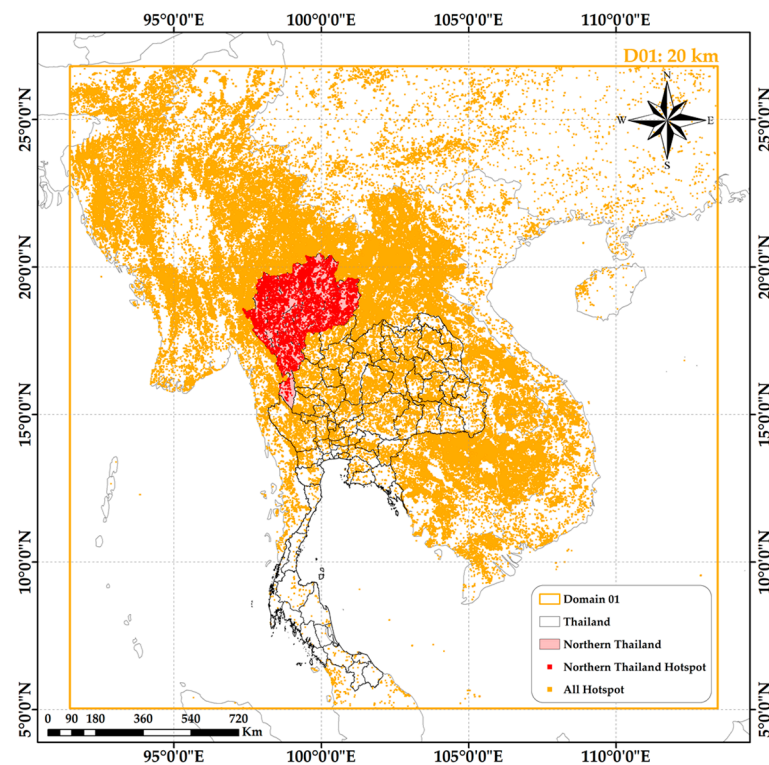 95°0'0"E 100°0'0"E 105°0'0"E 110°0'0"E
D01: 20 km
N
W E
S
25°0'0"N 25°0'0"N
20°0'0"N 20°0'0"N
15°0'0"N 15°0'0"N
10°0'0"N 10°0'0"N
5°0'0"N 5°0'0"N
Domain 01
Thailand
Northern Thailand
Northern Thailand Hotspot
All Hotspot
0 90 180 360 540 720
Km
95°0'0"E 100°0'0"E 105°0'0"E 110°0'0"E